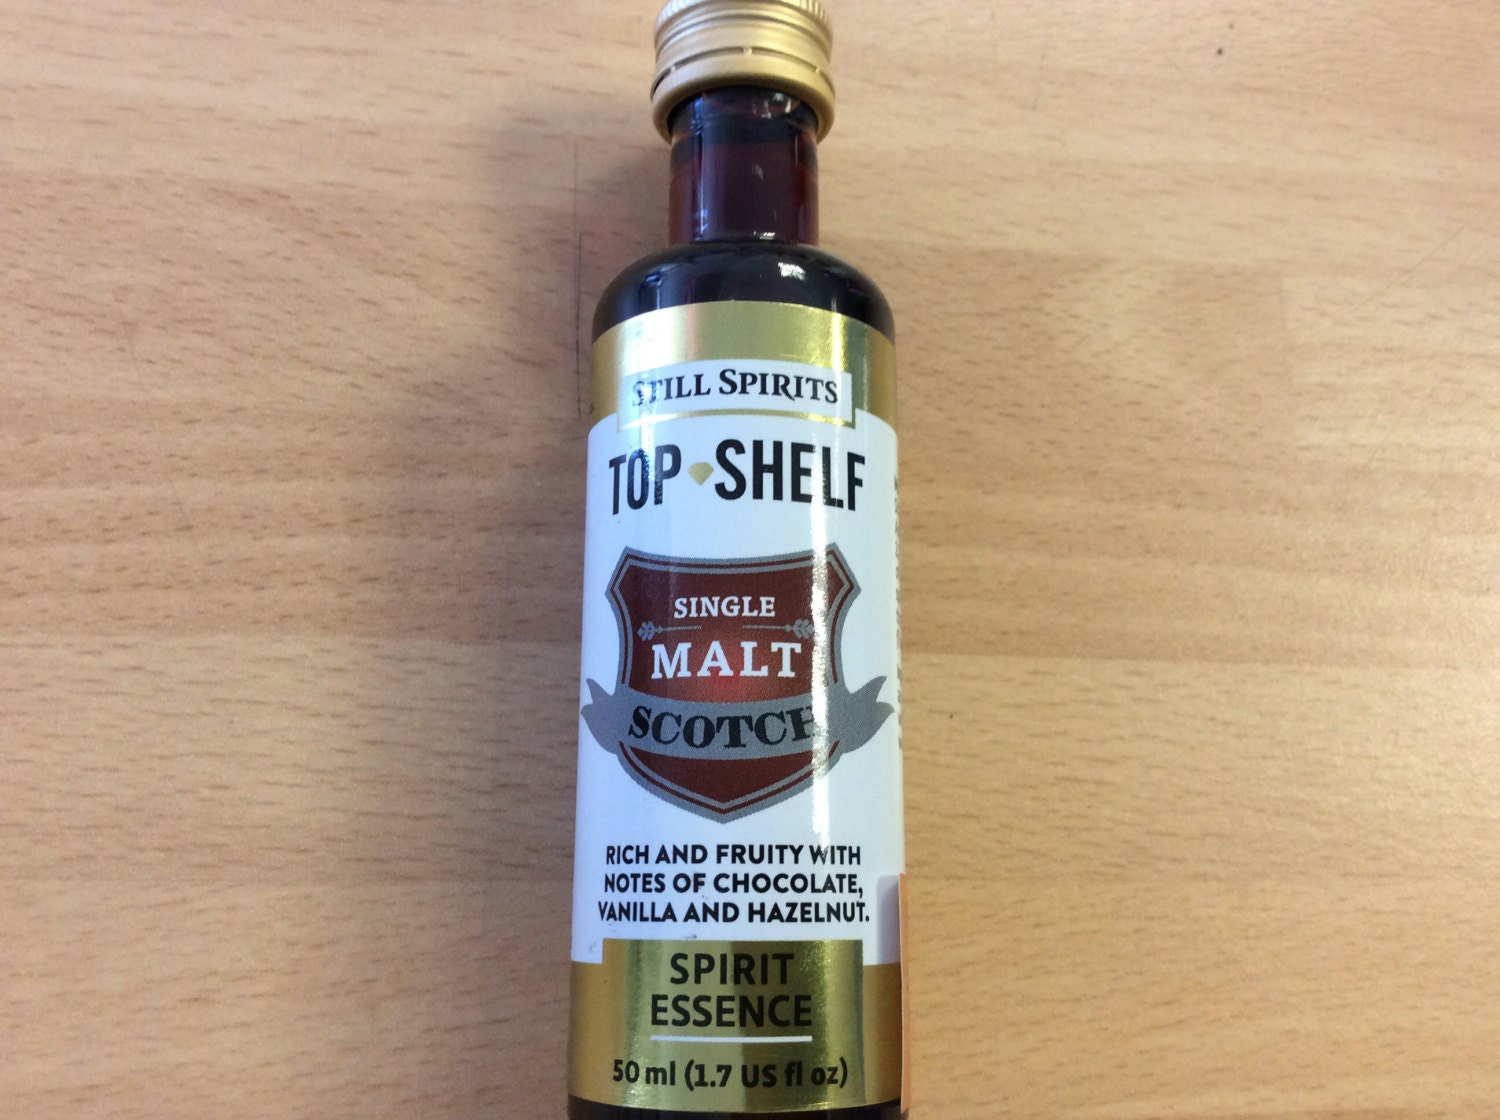 STILL SPIRITS
TOP SHELF
SINGLE
MALT
SCOTCH
RICH AND FRUITY WITH
NOTES OF CHOCOLATE,
VANILLA AND HAZELNUT.
SPIRIT
ESSENCE
50 ml (1.7 US fl oz)